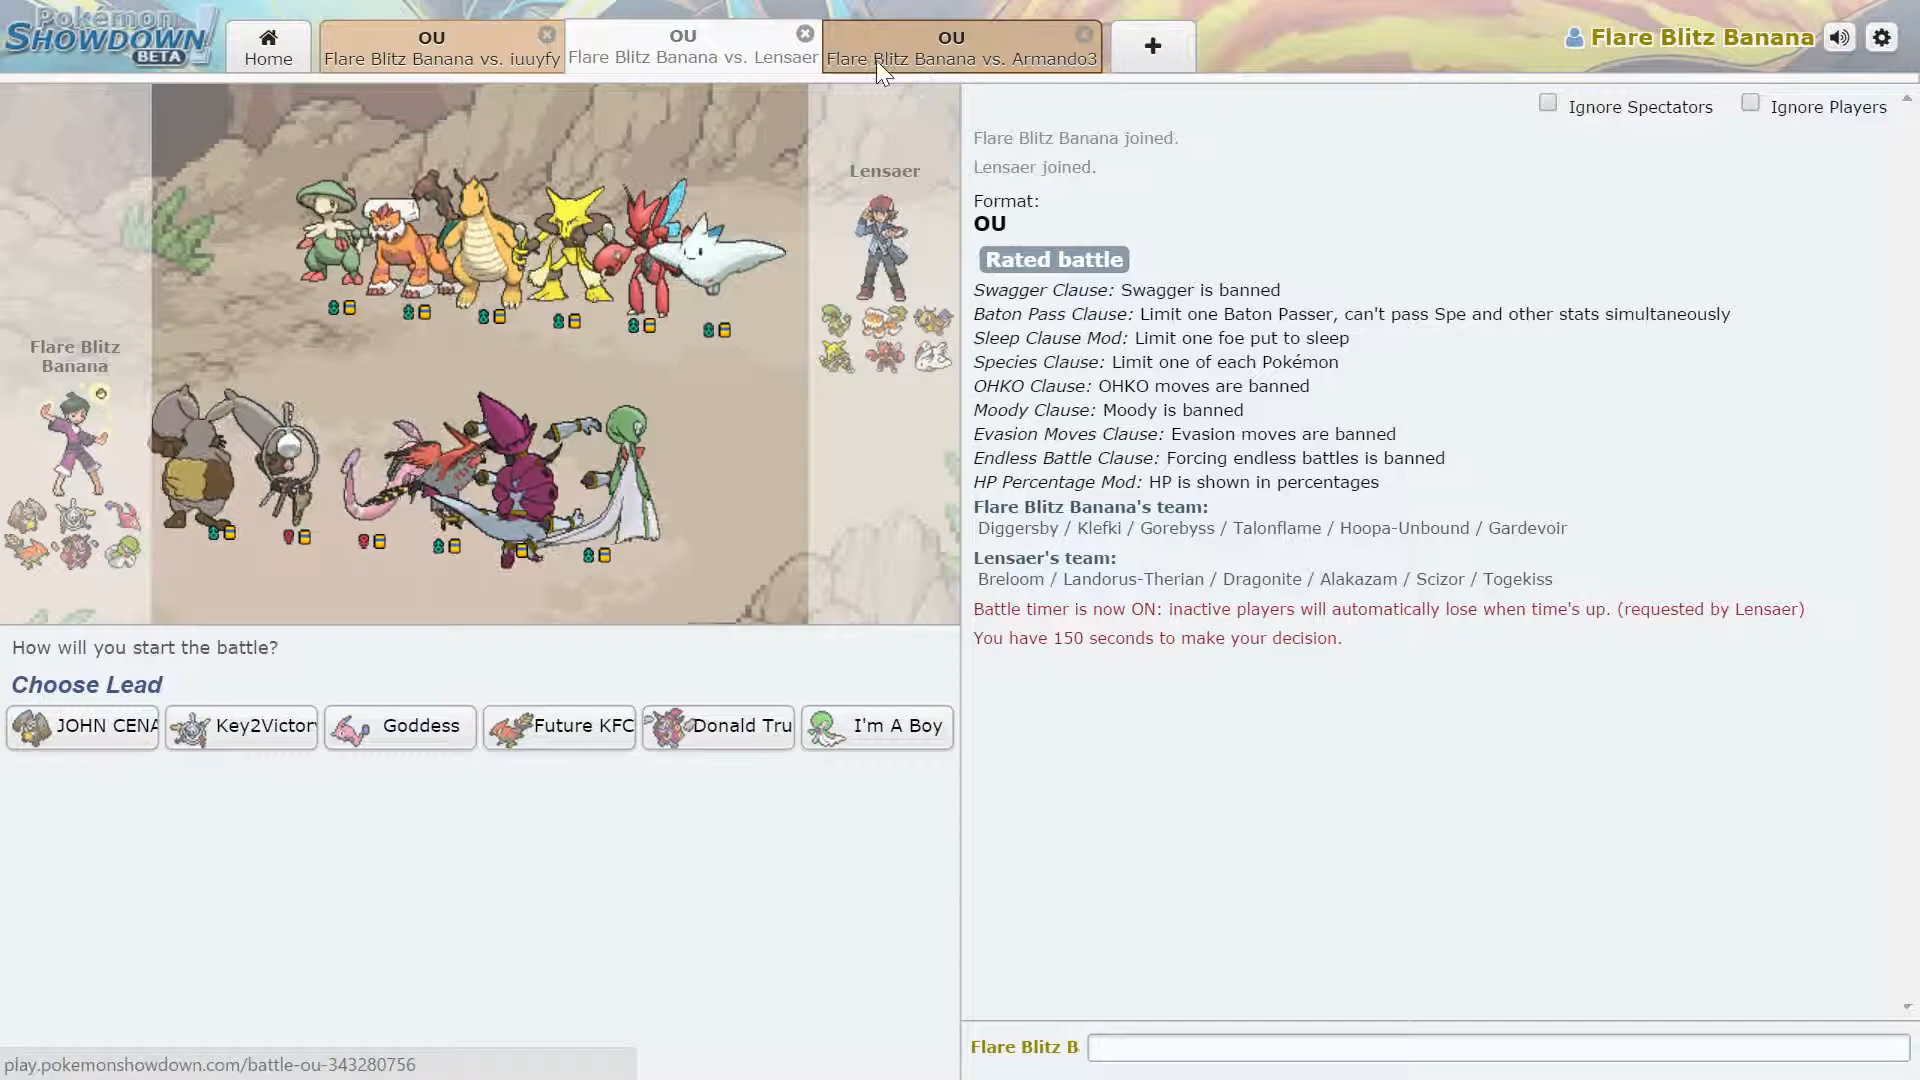 Pokémon
SHOWDOWN!
BETA
Home
OU
Flare Blitz Banana vs. iuuyfy
OU
Flare Blitz Banana vs. Lensaer
OU
Flare Blitz Banana vs. Armando3
+
Flare Blitz Banana
Ignore Spectators
Ignore Players
Lensaer
Flare Blitz
Banana
Flare Blitz Banana joined.
Lensaer joined.
Format:
OU
Rated battle
Swagger Clause: Swagger is banned
Baton Pass Clause: Limit one Baton Passer, can't pass Spe and other stats simultaneously
Sleep Clause Mod: Limit one foe put to sleep
Species Clause: Limit one of each Pokémon
OHKO Clause: OHKO moves are banned
Moody Clause: Moody is banned
Evasion Moves Clause: Evasion moves are banned
Endless Battle Clause: Forcing endless battles is banned
HP Percentage Mod: HP is shown in percentages
Flare Blitz Banana's team:
Diggersby / Klefki / Gorebyss / Talonflame / Hoopa-Unbound / Gardevoir
Lensaer's team:
Breloom / Landorus-Therian / Dragonite / Alakazam / Scizor / Togekiss
Battle timer is now ON: inactive players will automatically lose when time's up. (requested by Lensaer)
You have 150 seconds to make your decision.
How will you start the battle?
Choose Lead
JOHN CENA
Key2Victor
Goddess
Future KFC
Donald Tru
I'm A Boy
Flare Blitz B
play.pokemonshowdown.com/battle-ou-343280756